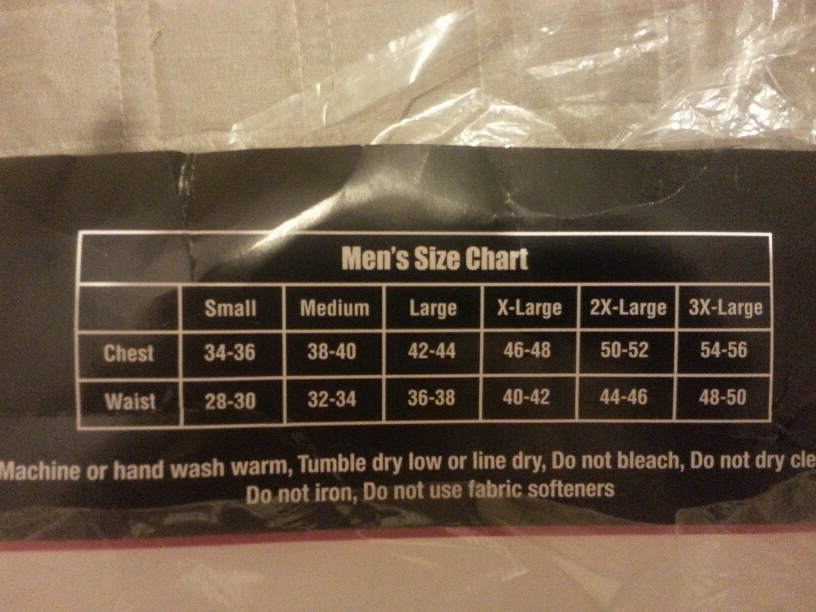 Men's Size Chart
Small Medium Large X-Large 2X-Large 3X-Large
Chest 34-36 38-40 42-44 46-48 50-52 54-56
Waist 28-30 32-34 36-38 40-42 44-46 48-50
Machine or hand wash warm, Tumble dry low or line dry, Do not bleach, Do not dry cle
Do not iron, Do not use fabric softeners